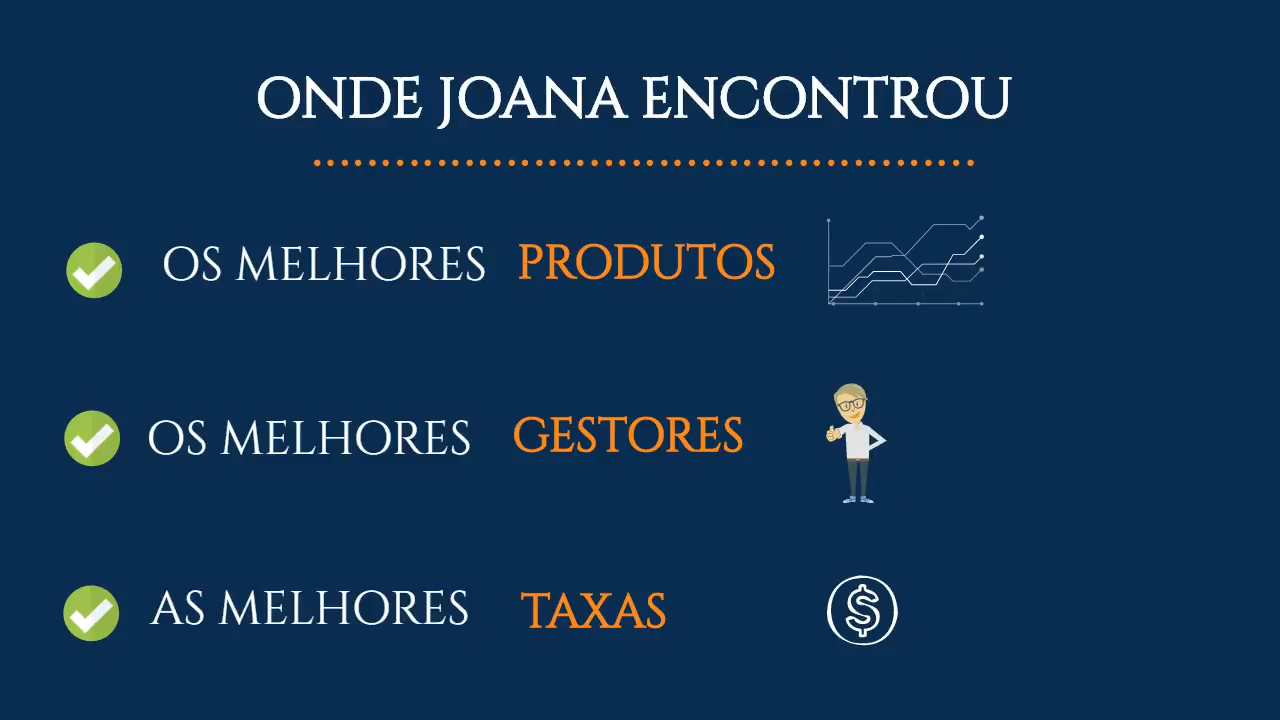 ONDE JOANA ENCONTROU
OS MELHORES PRODUTOS
OS MELHORES GESTORES
AS MELHORES TAXAS
$